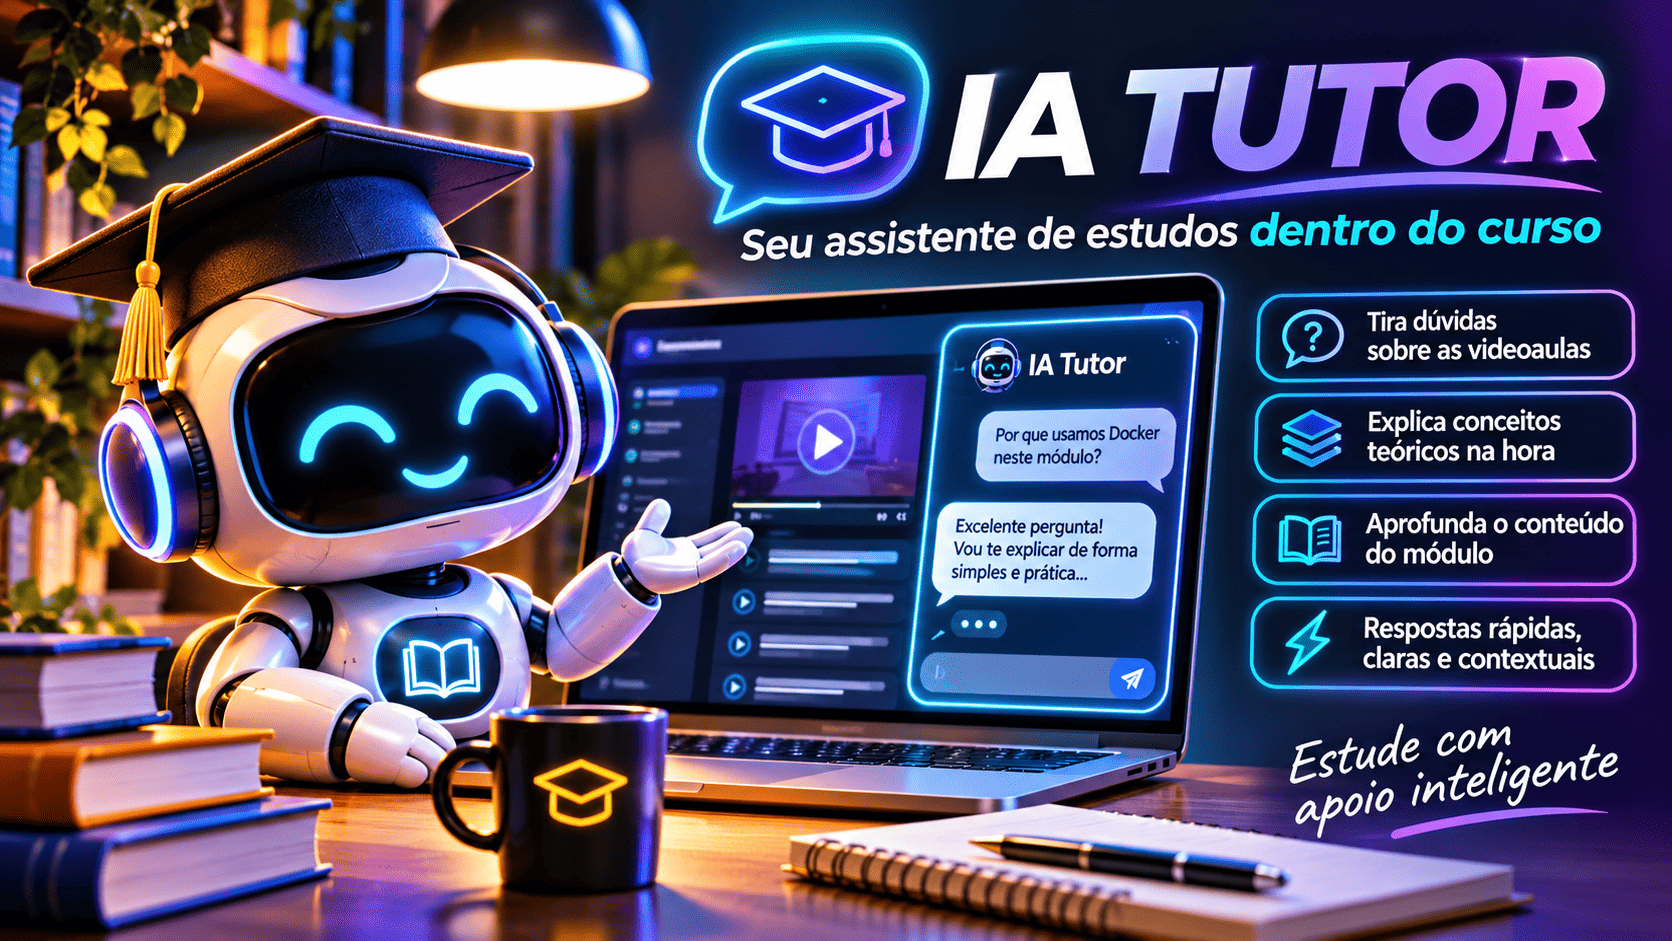 IA TUTOR
Seu assistente de estudos dentro do curso
IA Tutor
Por que usamos Docker
neste módulo?
Excelente pergunta!
Vou te explicar de forma
simples e prática...
Tira dúvidas
sobre as videoaulas
Explica conceitos
teóricos na hora
Aprofunda o conteúdo
do módulo
Respostas rápidas,
claras e contextuais
Estude com
apoio inteligente